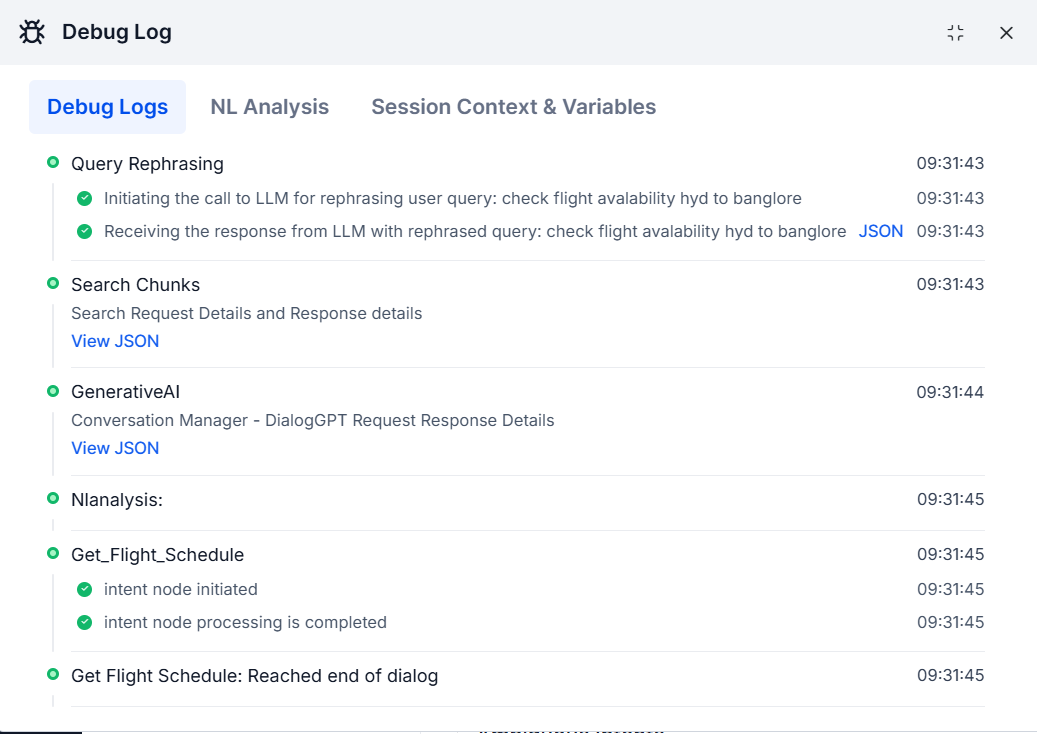 Debug Log
Debug Logs NL Analysis Session Context & Variables
Query Rephrasing 09:31:43
Initiating the call to LLM for rephrasing user query: check flight avalability hyd to banglore 09:31:43
Receiving the response from LLM with rephrased query: check flight avalability hyd to banglore JSON 09:31:43
Search Chunks 09:31:43
Search Request Details and Response details
View JSON
GenerativeAI 09:31:44
Conversation Manager - DialogGPT Request Response Details
View JSON
Nlanalysis: 09:31:45
Get_Flight_Schedule 09:31:45
intent node initiated 09:31:45
intent node processing is completed 09:31:45
Get Flight Schedule: Reached end of dialog 09:31:45